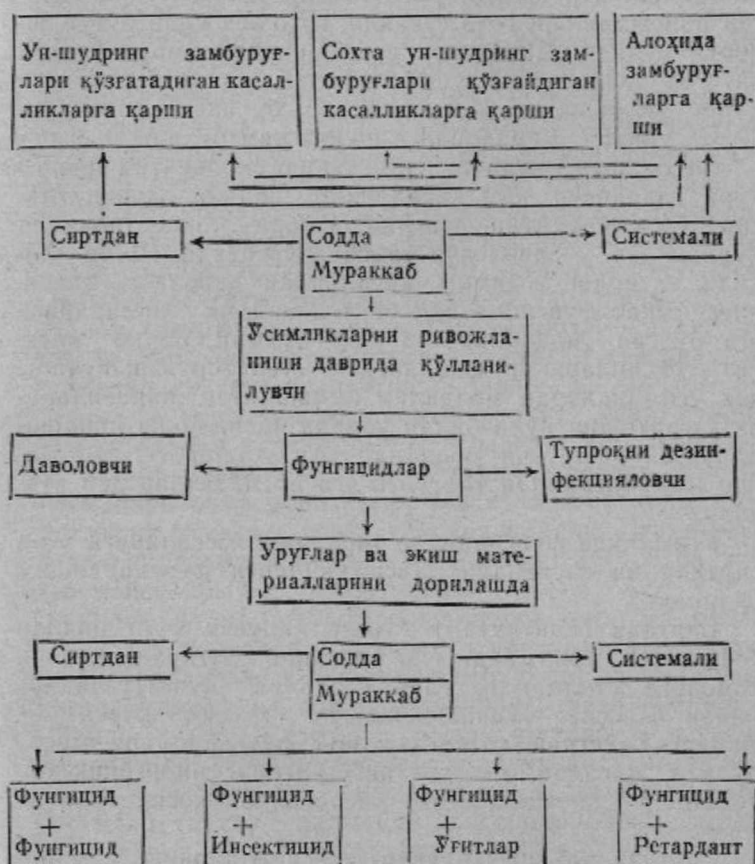 Ун-шудринг замбуруғ-
лари қўзғатадиган касал-
ликларга қарши
Сохта ун-шудринг зам-
буруғлари қўзғайдиган
касалликларга қарши
Алоҳида
замбуруғ-
ларга қар-
ши
Сиртдан
Содда
Мураккаб
Системали
Усимликларни ривожла-
ниши даврида қўллани-
лувчи
Даволовчи
Фунгицидлар
Тупроқни дезин-
фекцияловчи
Уруғлар ва экиш мате-
риалларини дорилашда
Сиртдан
Содда
Мураккаб
Системали
Фунгицид
+
Фунгицид
Фунгицид
+
Инсектицид
Фунгицид
+
Ўғитлар
Фунгицид
+
Ретардант